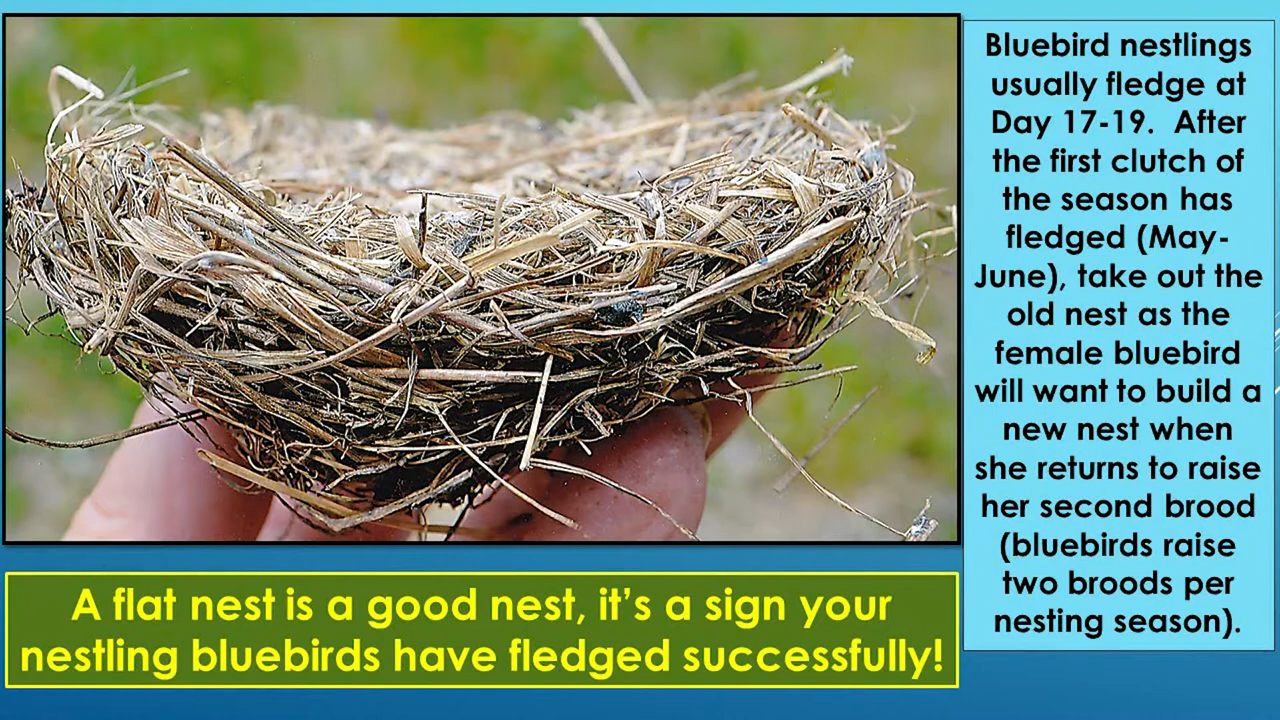 Bluebird nestlings
usually fledge at
Day 17-19.  After
the first clutch of
the season has
fledged (May-
June), take out the
old nest as the
female bluebird
will want to build a
new nest when
she returns to raise
her second brood
(bluebirds raise
two broods per
nesting season).
A flat nest is a good nest, it’s a sign your
nestling bluebirds have fledged successfully!